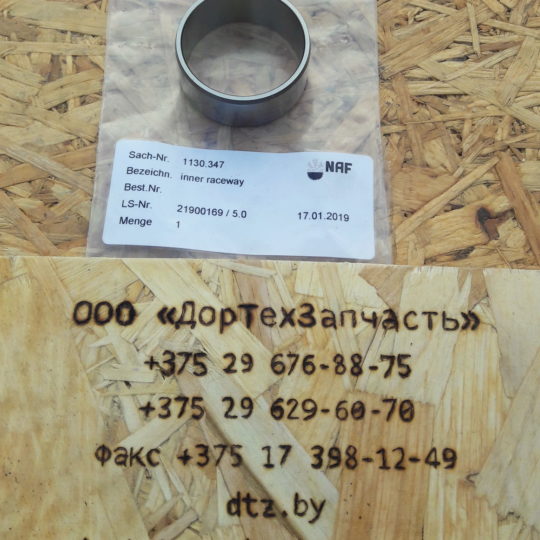 Sach-Nr. 1130.347
NAF
Bezeichn. inner raceway
Best.Nr.
LS-Nr. 21900169 / 5.0 17.01.2019
Menge 1
ООО «ДорТехЗапчасть»
+375 29 676-88-75
+375 29 629-60-70
Факс +375 17 398-12-49
dtz.by